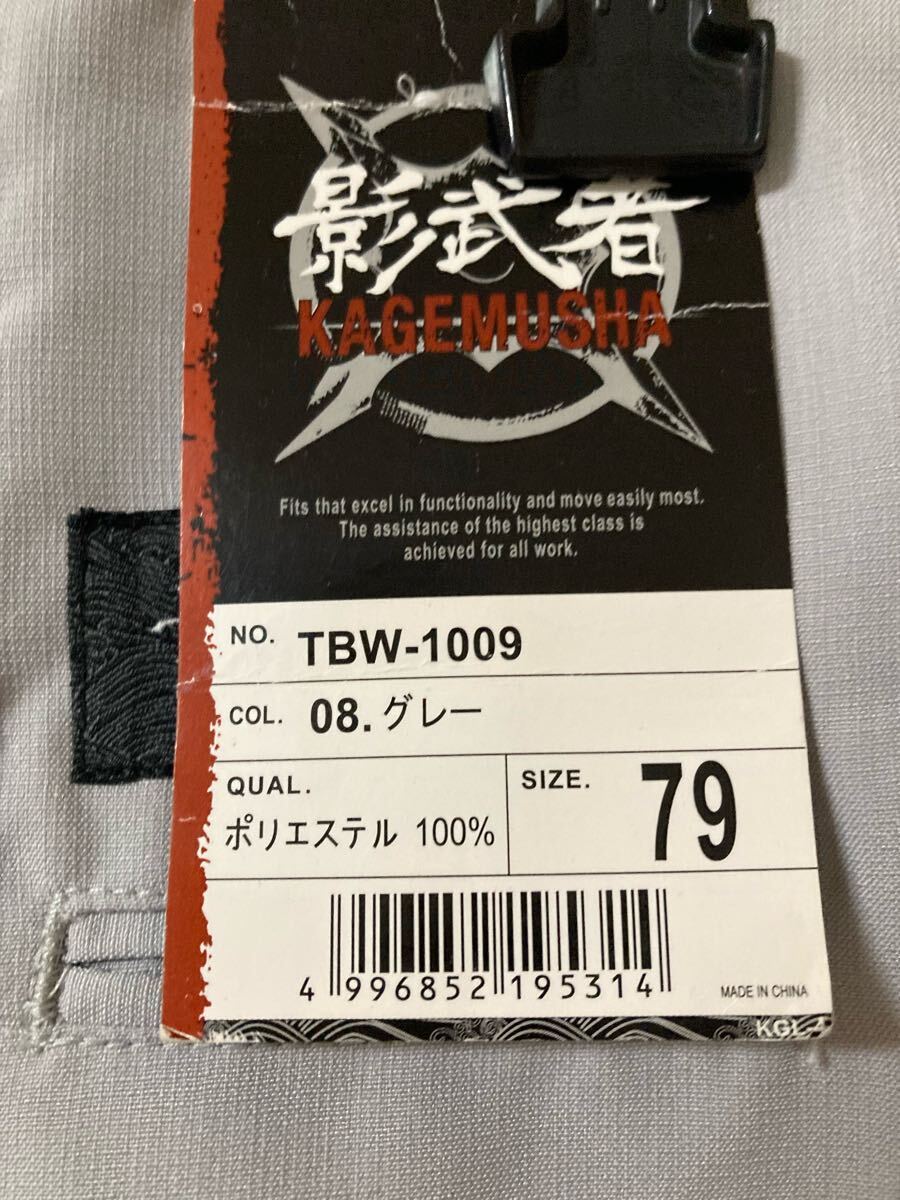 影武者
KAGEMUSHA
Fits that excel in functionality and move easily most.
The assistance of the highest class is
achieved for all work.
NO. TBW-1009
COL. 08.グレー
QUAL.
ポリエステル 100%
SIZE. 79
4 996852 195314
MADE IN CHINA